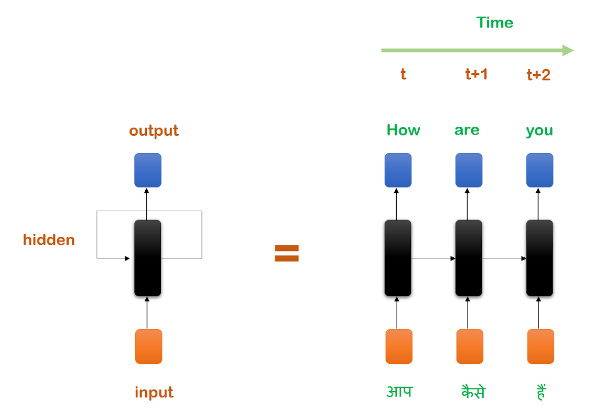 Time
t t+1 t+2
output How are you
hidden
=
input आप कैसे हैं